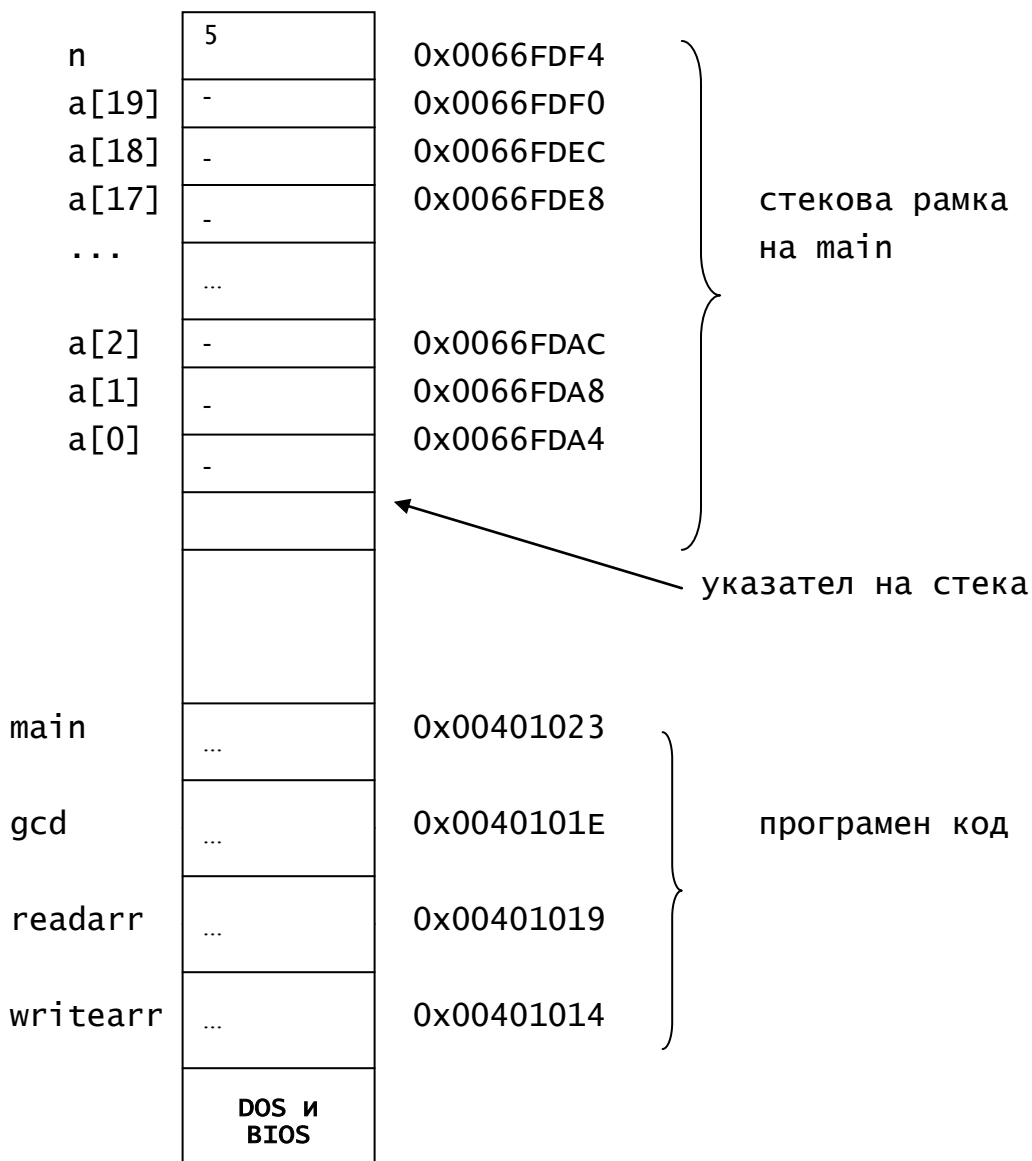 n 5 0x0066FDF4
a[19] - 0x0066FDF0
a[18] - 0x0066FDEC
a[17] - 0x0066FDE8 стекова рамка
... на main
...
a[2] - 0x0066FDAC
a[1] - 0x0066FDA8
a[0] - 0x0066FDA4
указател на стека
main ... 0x00401023
gcd ... 0x0040101E програмен код
readarr ... 0x00401019
writearr ... 0x00401014
DOS и
BIOS